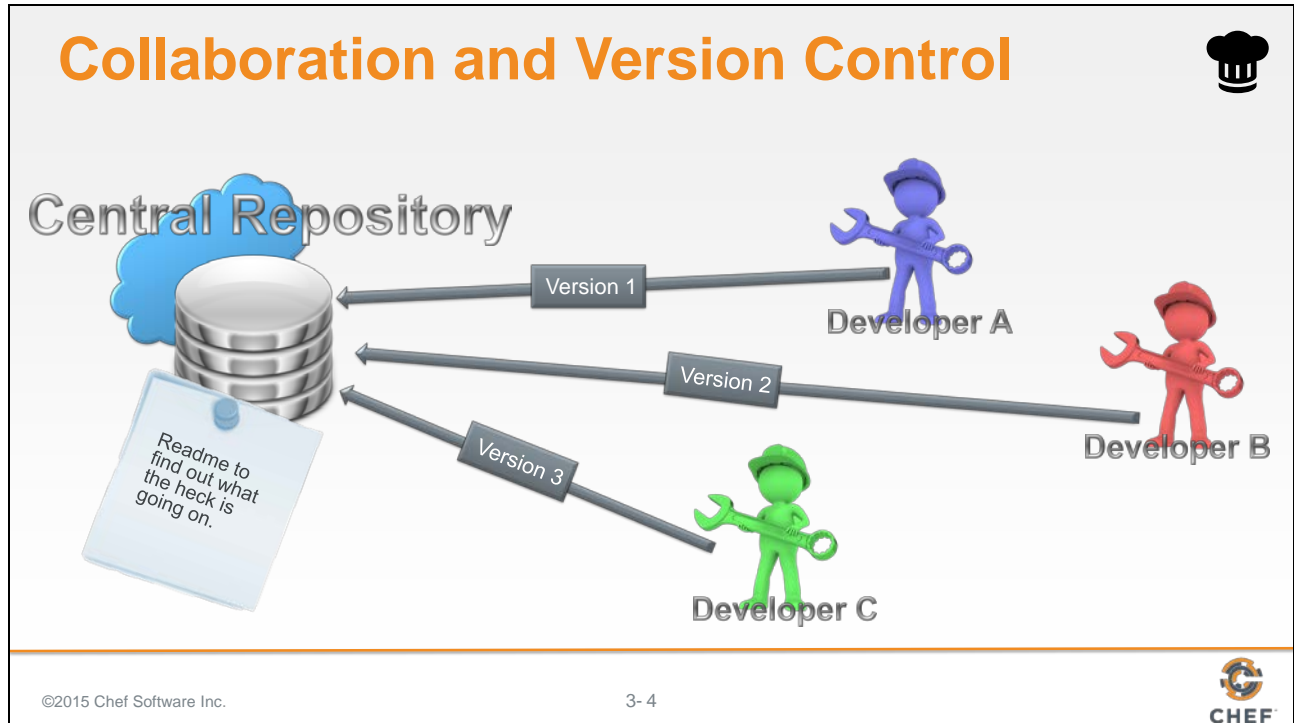 Collaboration and Version Control
Central Repository
Version 1
Developer A
Version 2
Developer B
Version 3
Developer C
Readme to
find out what
the heck is
going on.
©2015 Chef Software Inc.
3- 4
CHEF